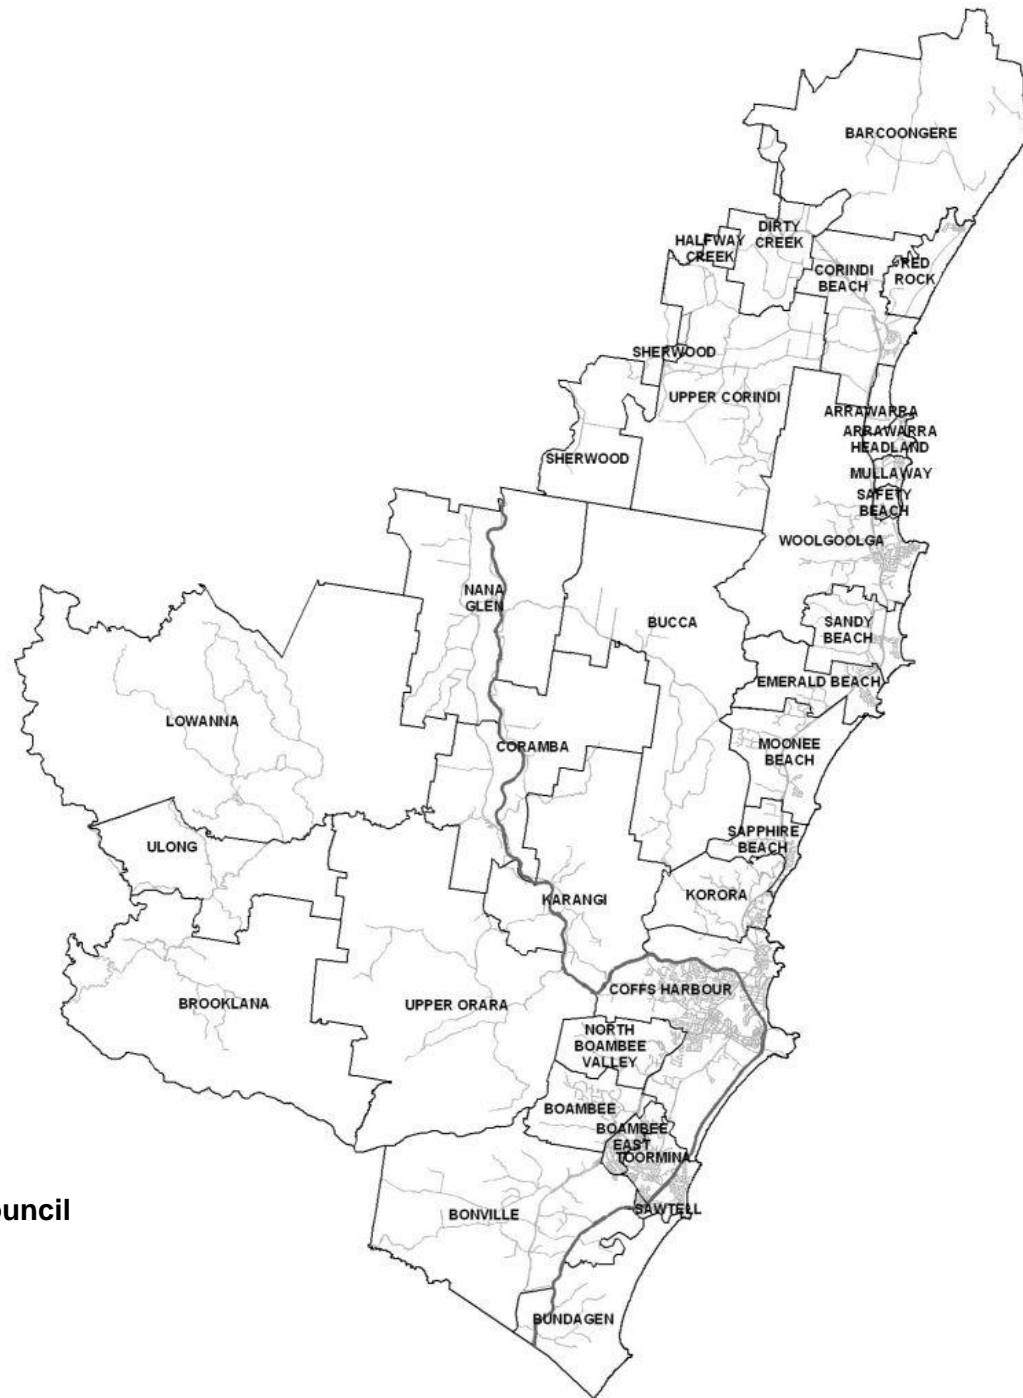 BARCOONGERE
DIRTY
CREEK
HALFWAY
CREEK
CORINDI
BEACH
RED
ROCK
SHERWOOD
UPPER CORINDI
ARRAWARRA
ARRAWARRA
HEADLAND
SHERWOOD
MULLAWAY
SAFETY
BEACH
WOOLGOOLGA
NANA
GLEN
BUCCA
SANDY
BEACH
EMERALD BEACH
LOWANNA
CORAMBA
MOONEE
BEACH
SAPPHIRE
BEACH
ULONG
KARANGI
KORORA
BROOKLANA
UPPER ORARA
COFFS HARBOUR
NORTH
BOAMBEE
VALLEY
BOAMBEE
BOAMBEE
EAST
TOORMINA
SAWTELL
BONVILLE
BUNDAGEN